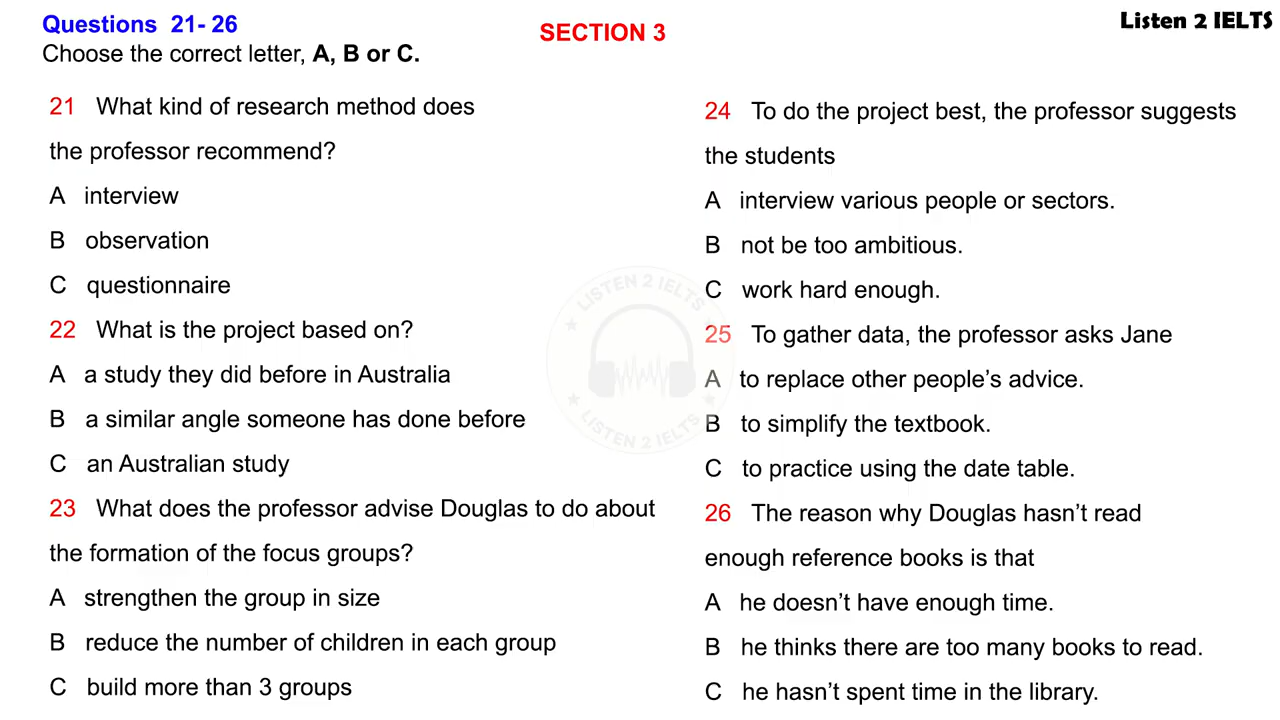 Questions 21- 26
SECTION 3
Listen 2 IELTS
Choose the correct letter, A, B or C.
21 What kind of research method does
the professor recommend?
A interview
B observation
C questionnaire
22 What is the project based on?
A a study they did before in Australia
B a similar angle someone has done before
C an Australian study
23 What does the professor advise Douglas to do about
the formation of the focus groups?
A strengthen the group in size
B reduce the number of children in each group
C build more than 3 groups
24 To do the project best, the professor suggests
the students
A interview various people or sectors.
B not be too ambitious.
C work hard enough.
25 To gather data, the professor asks Jane
A to replace other people’s advice.
B to simplify the textbook.
C to practice using the date table.
26 The reason why Douglas hasn’t read
enough reference books is that
A he doesn’t have enough time.
B he thinks there are too many books to read.
C he hasn’t spent time in the library.
LISTEN 2 IELTS
LISTEN 2 IELTS